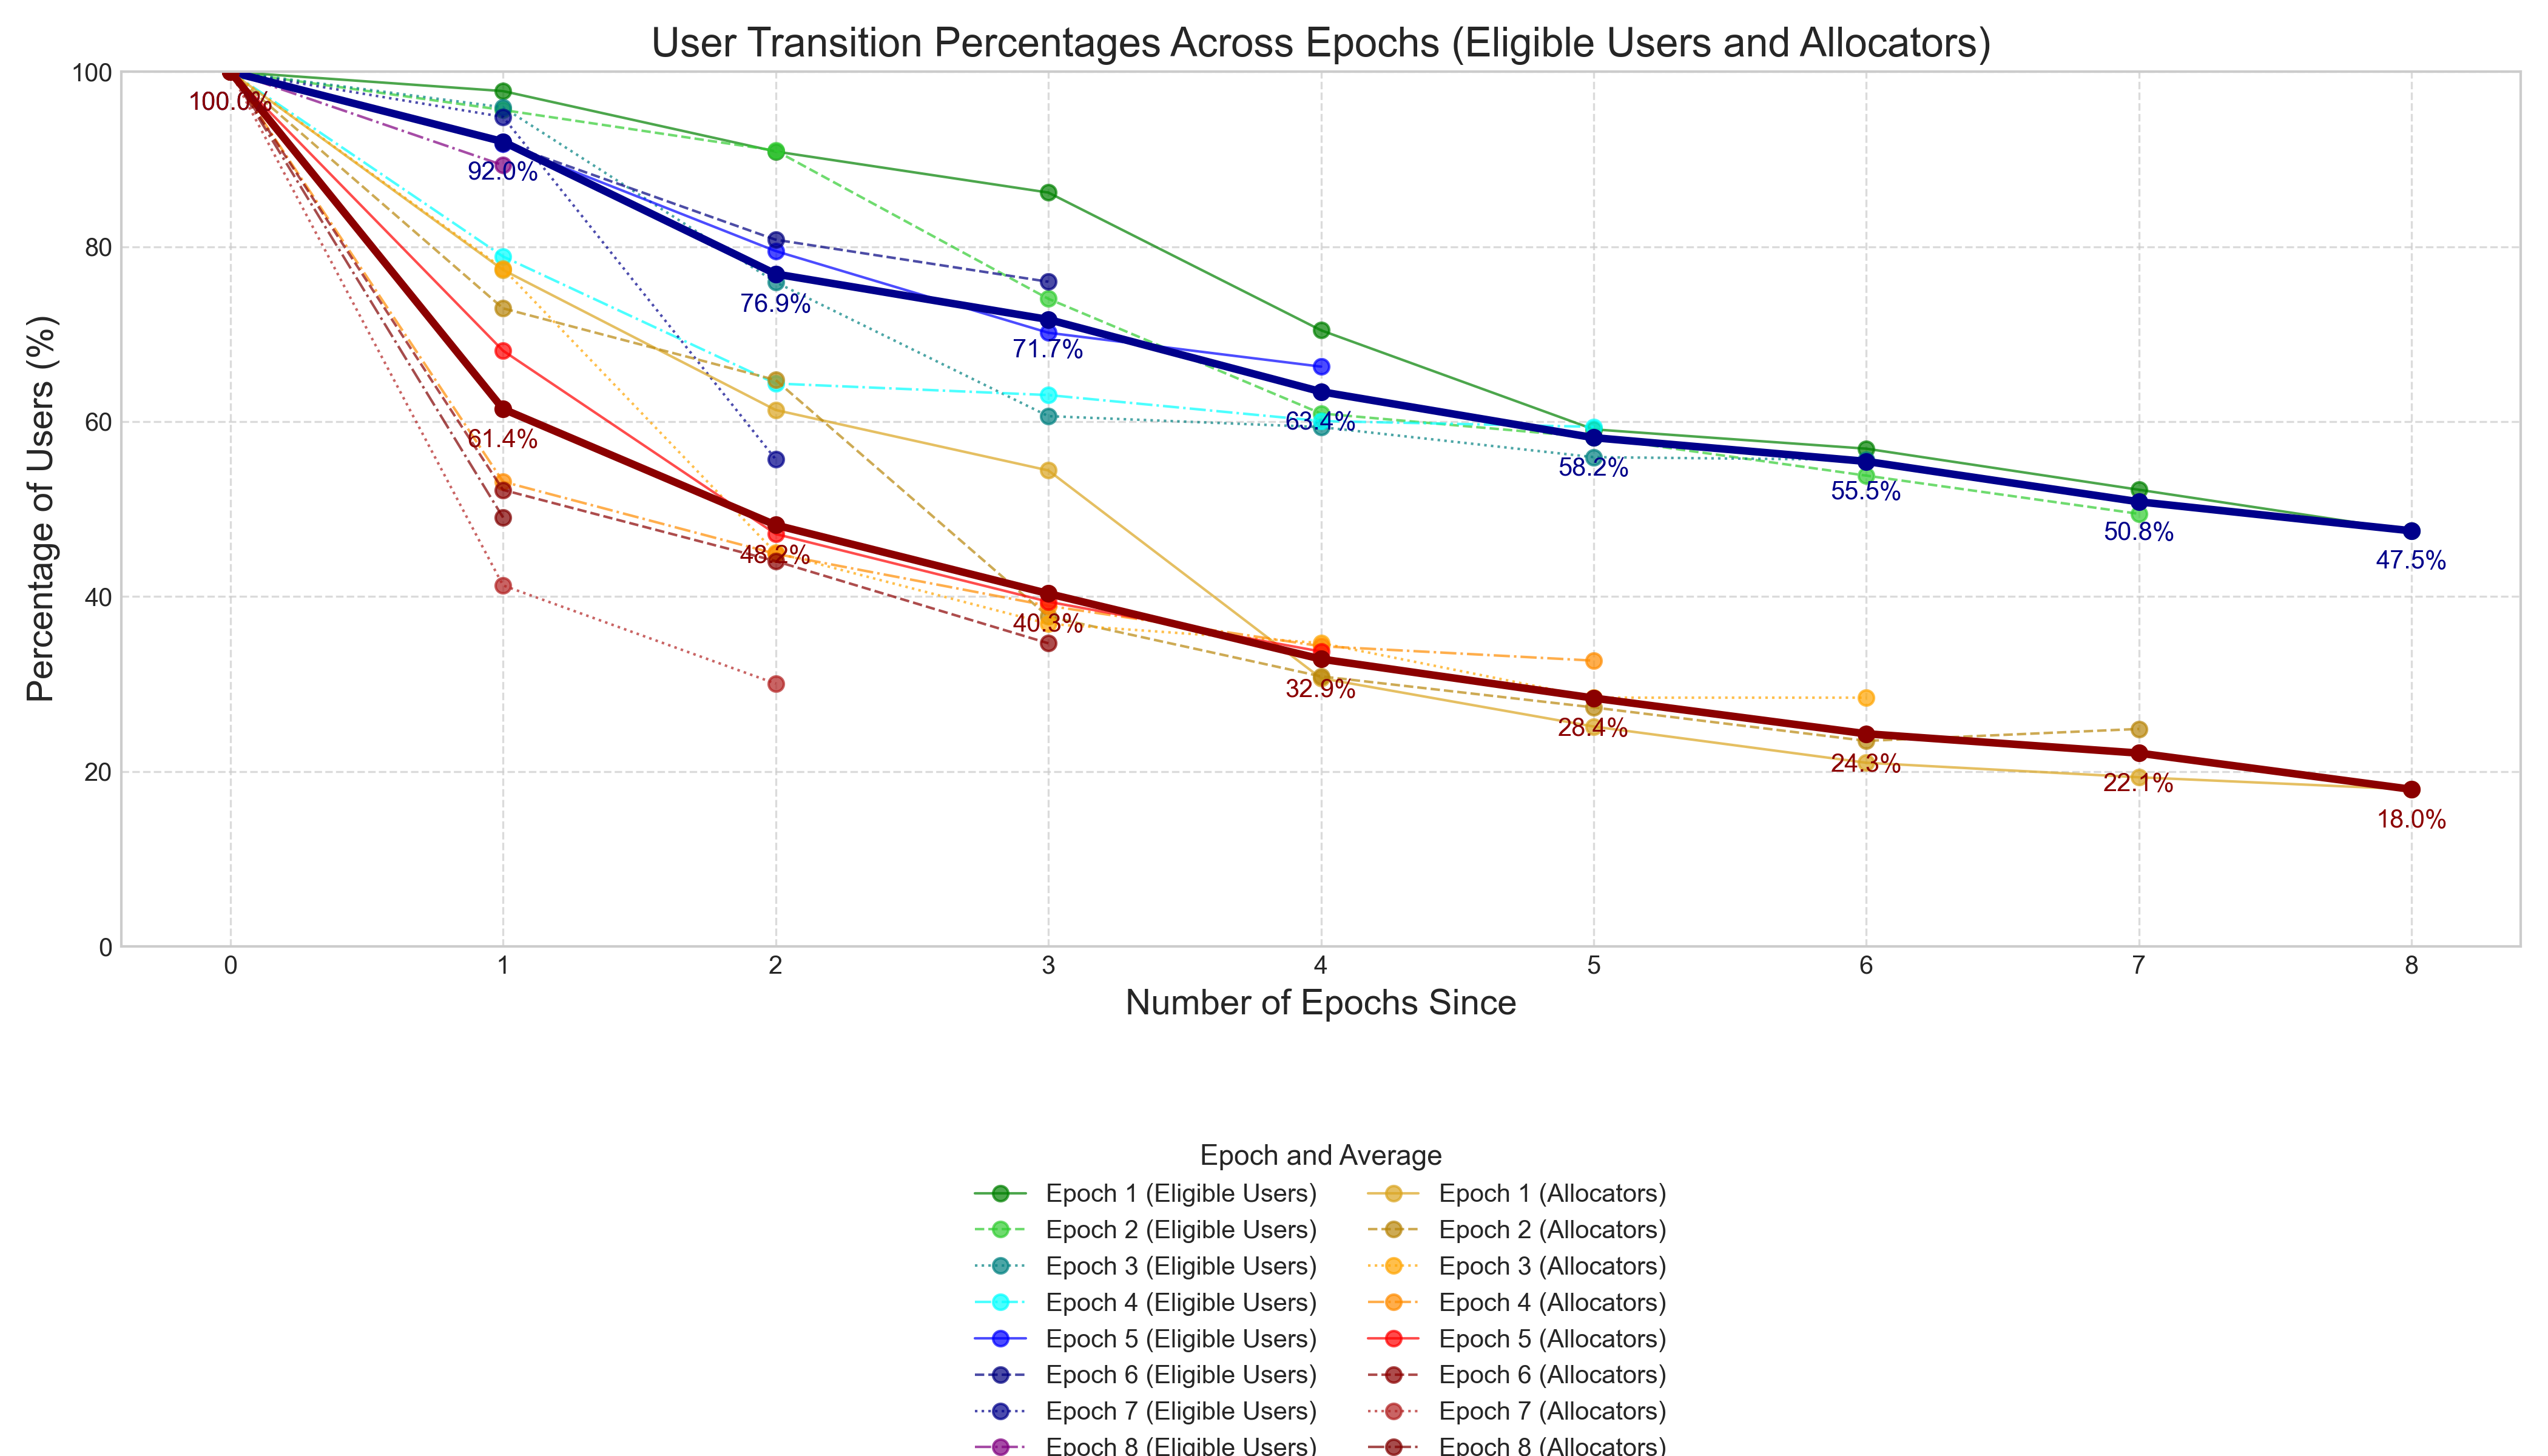 User Transition Percentages Across Epochs (Eligible Users and Allocators)
Percentage of Users (%)
100
80
60
40
20
0
100.0%
92.0%
76.9%
71.7%
63.4%
58.2%
55.5%
50.8%
47.5%
61.4%
48.2%
40.3%
32.9%
28.4%
24.3%
22.1%
18.0%
0 1 2 3 4 5 6 7 8
Number of Epochs Since
Epoch and Average
Epoch 1 (Eligible Users) Epoch 1 (Allocators)
Epoch 2 (Eligible Users) Epoch 2 (Allocators)
Epoch 3 (Eligible Users) Epoch 3 (Allocators)
Epoch 4 (Eligible Users) Epoch 4 (Allocators)
Epoch 5 (Eligible Users) Epoch 5 (Allocators)
Epoch 6 (Eligible Users) Epoch 6 (Allocators)
Epoch 7 (Eligible Users) Epoch 7 (Allocators)
Epoch 8 (Eligible Users) Epoch 8 (Allocators)